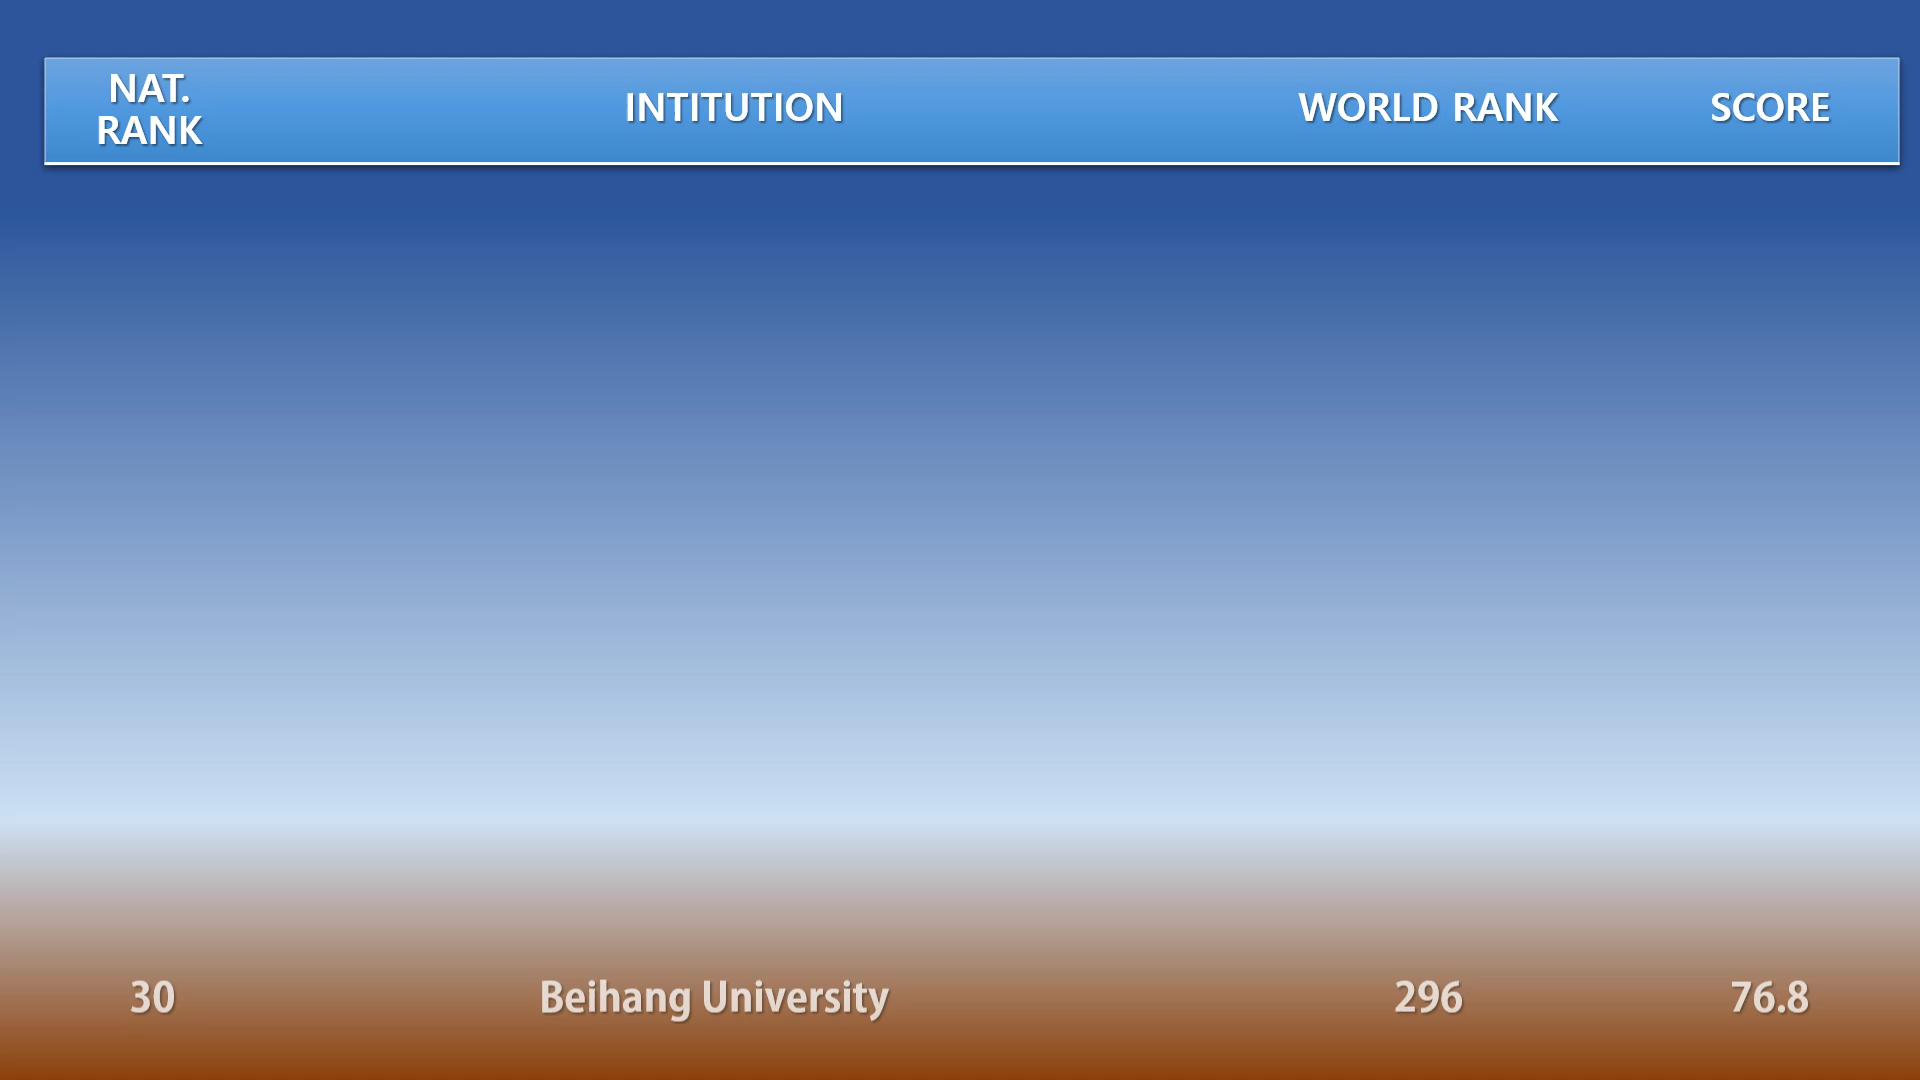 NAT.
RANK
INTITUTION
WORLD RANK
SCORE
30
Beihang University
296
76.8